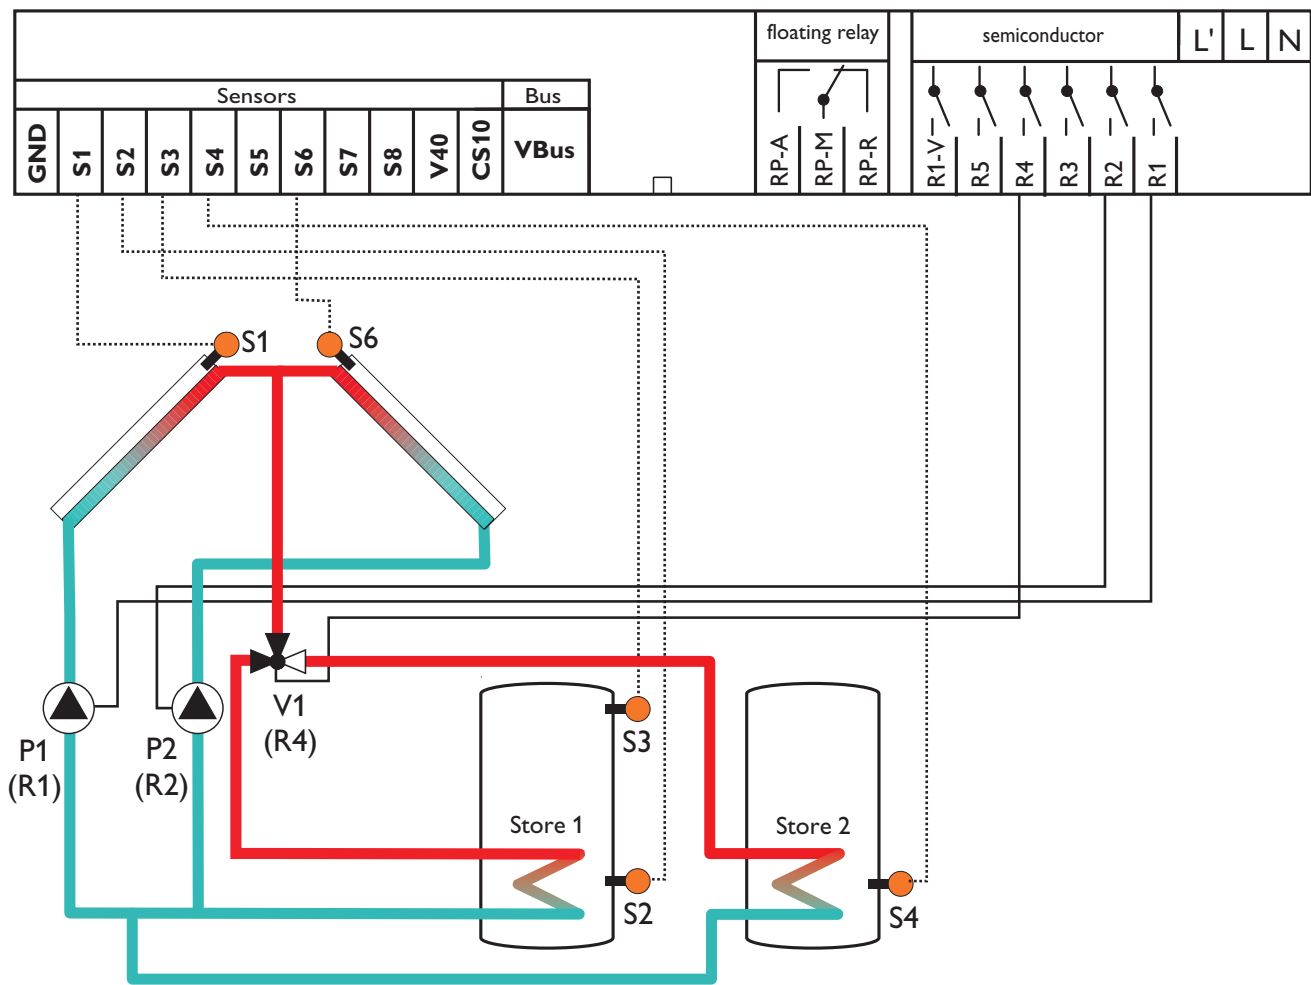 floating relay
semiconductor
L' L N
Sensors
Bus
GND
S1
S2
S3
S4
S5
S6
S7
S8
V40
CS10
VBus
RP-A
RP-M
RP-R
R1-V
R5
R4
R3
R2
R1
S1
S6
V1
(R4)
P1
(R1)
P2
(R2)
S3
Store 1
Store 2
S2
S4